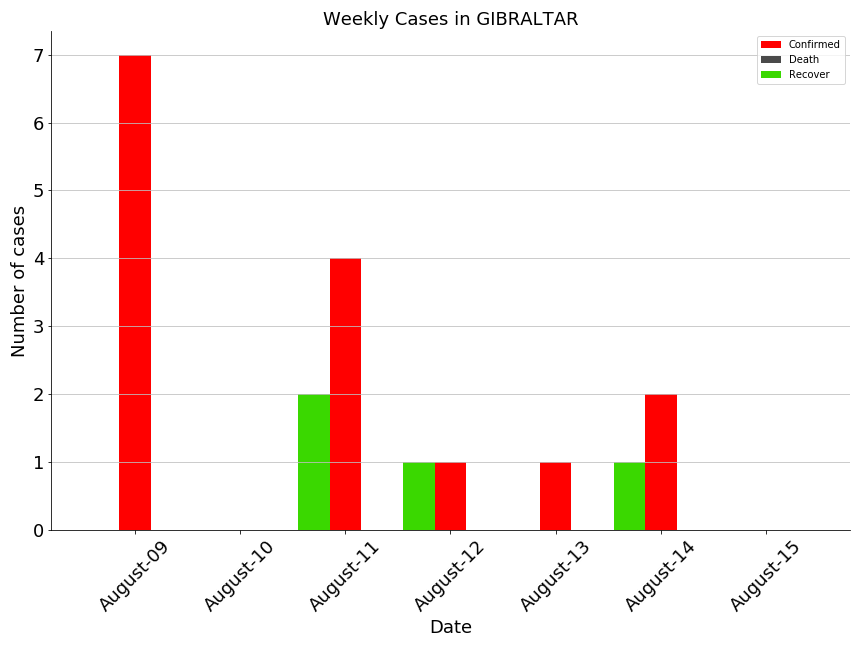 Weekly Cases in GIBRALTAR
Confirmed
Death
Recover
Number of cases
7
6
5
4
3
2
1
0
August-09
August-10
August-11
August-12
August-13
August-14
August-15
Date